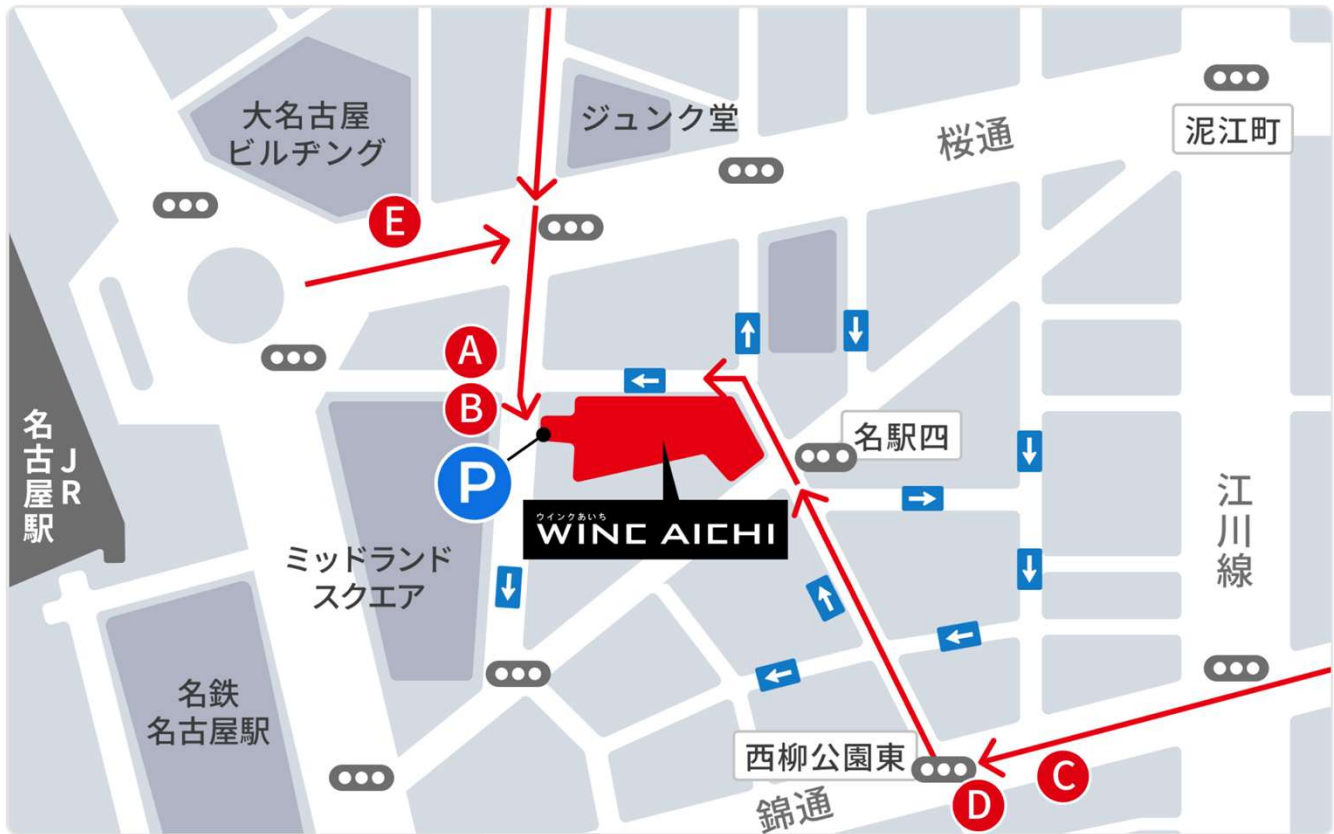 大名古屋
ビルヂング
ジュンク堂
桜通
泥江町
E
A
B
P
名駅四
JR
名古屋駅
ウインクあいち
WINC AICHI
江川線
ミッドランド
スクエア
名鉄
名古屋駅
西柳公園東
錦通
D
C